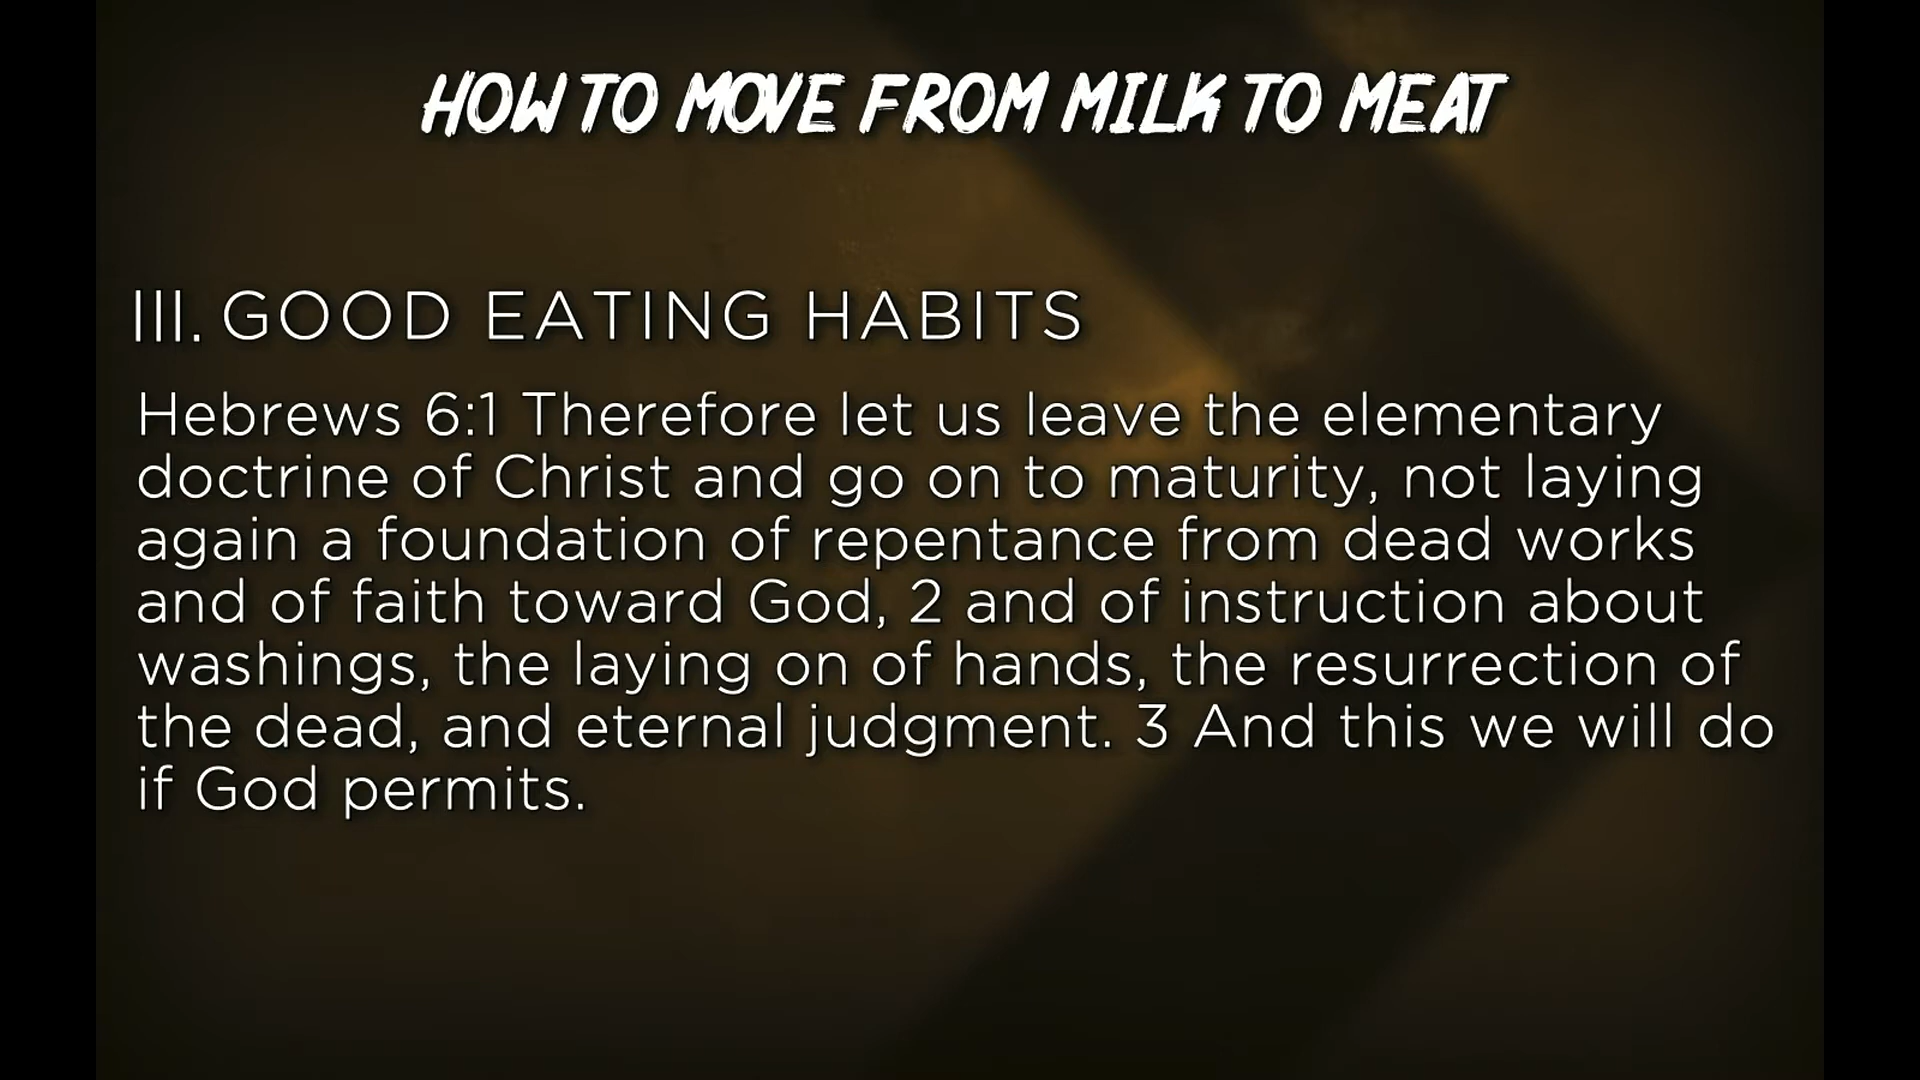 HOW TO MOVE FROM MILK TO MEAT
III. GOOD EATING HABITS
Hebrews 6:1 Therefore let us leave the elementary
doctrine of Christ and go on to maturity, not laying
again a foundation of repentance from dead works
and of faith toward God, 2 and of instruction about
washings, the laying on of hands, the resurrection of
the dead, and eternal judgment. 3 And this we will do
if God permits.